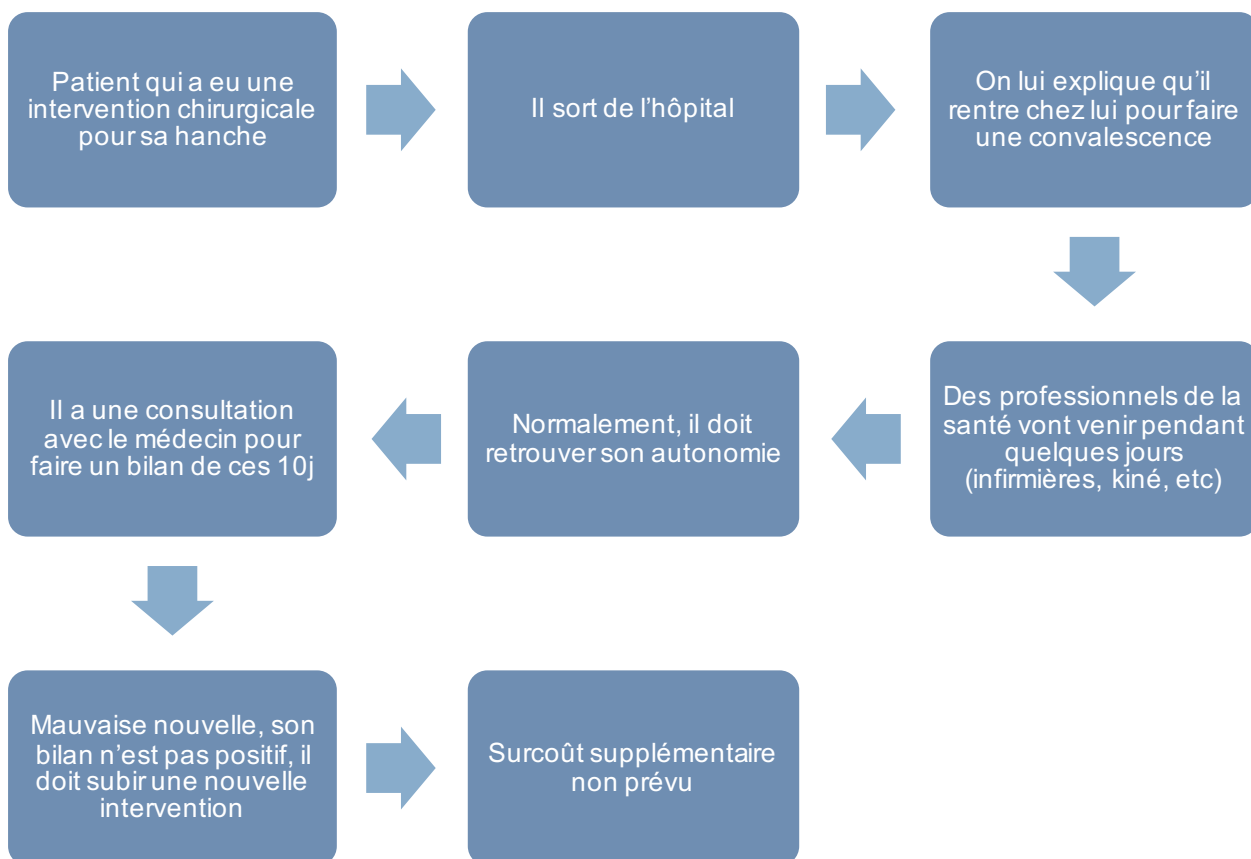 Patient qui a eu une
intervention chirurgicale
pour sa hanche
Il sort de l'hôpital
On lui explique qu'il
rentre chez lui pour faire
une convalescence
Des professionnels de la
santé vont venir pendant
quelques jours
(infirmières, kiné, etc)
Normalement, il doit
retrouver son autonomie
Il a une consultation
avec le médecin pour
faire un bilan de ces 10j
Mauvaise nouvelle, son
bilan n'est pas positif, il
doit subir une nouvelle
intervention
Surcoût supplémentaire
non prévu